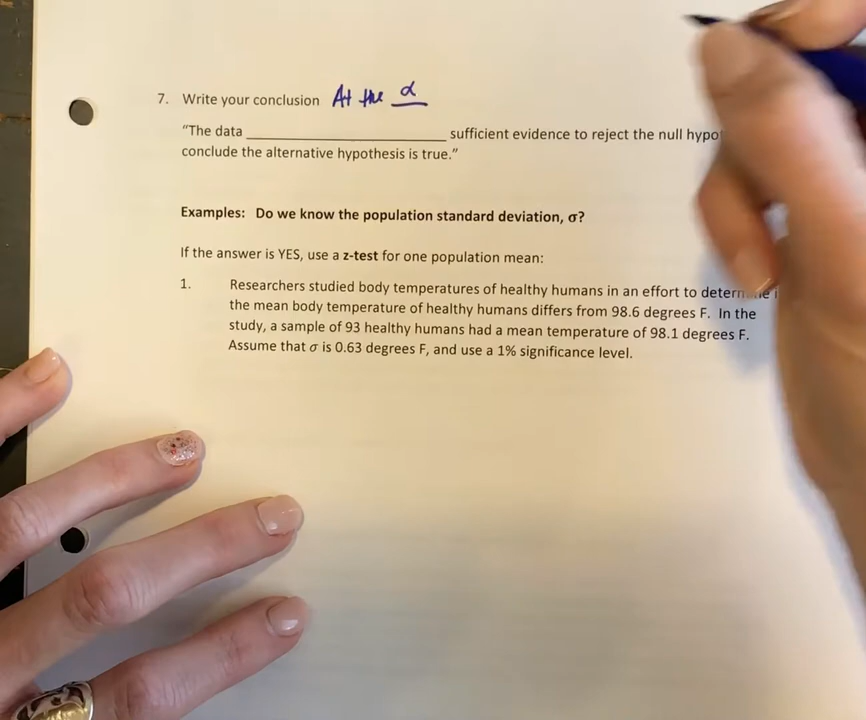 7. Write your conclusion At the α
"The data ____________________ sufficient evidence to reject the null
conclude the alternative hypothesis is true."
Examples: Do we know the population standard deviation, σ?
If the answer is YES, use a z-test for one population mean:
1. Researchers studied body temperatures of healthy humans in an effort to
the mean body temperature of healthy humans differs from 98.6 degrees F. In the
study, a sample of 93 healthy humans had a mean temperature of 98.1 degrees F.
Assume that σ is 0.63 degrees F, and use a 1% significance level.